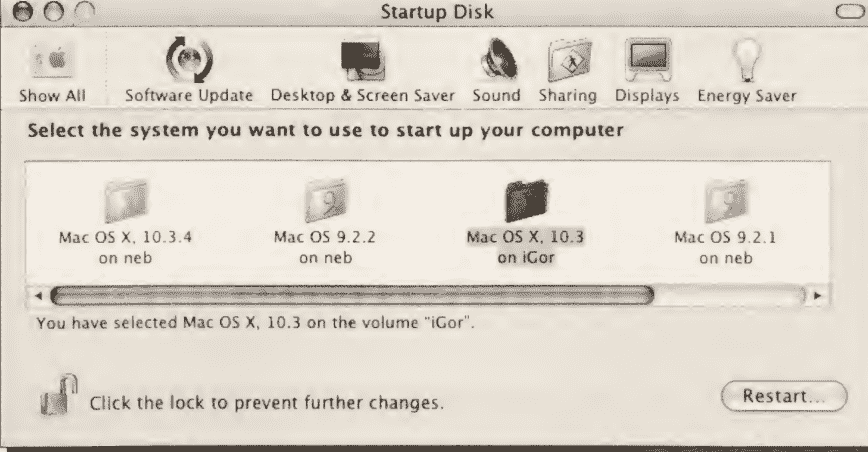 Startup Disk
Show All Software Update Desktop & Screen Saver Sound Sharing Displays Energy Saver
Select the system you want to use to start up your computer
Mac OS X, 10.3.4 Mac OS 9.2.2 Mac OS X, 10.3 Mac OS 9.2.1
on neb on neb on iGor on neb
You have selected Mac OS X, 10.3 on the volume "iGor".
Click the lock to prevent further changes.
Restart...